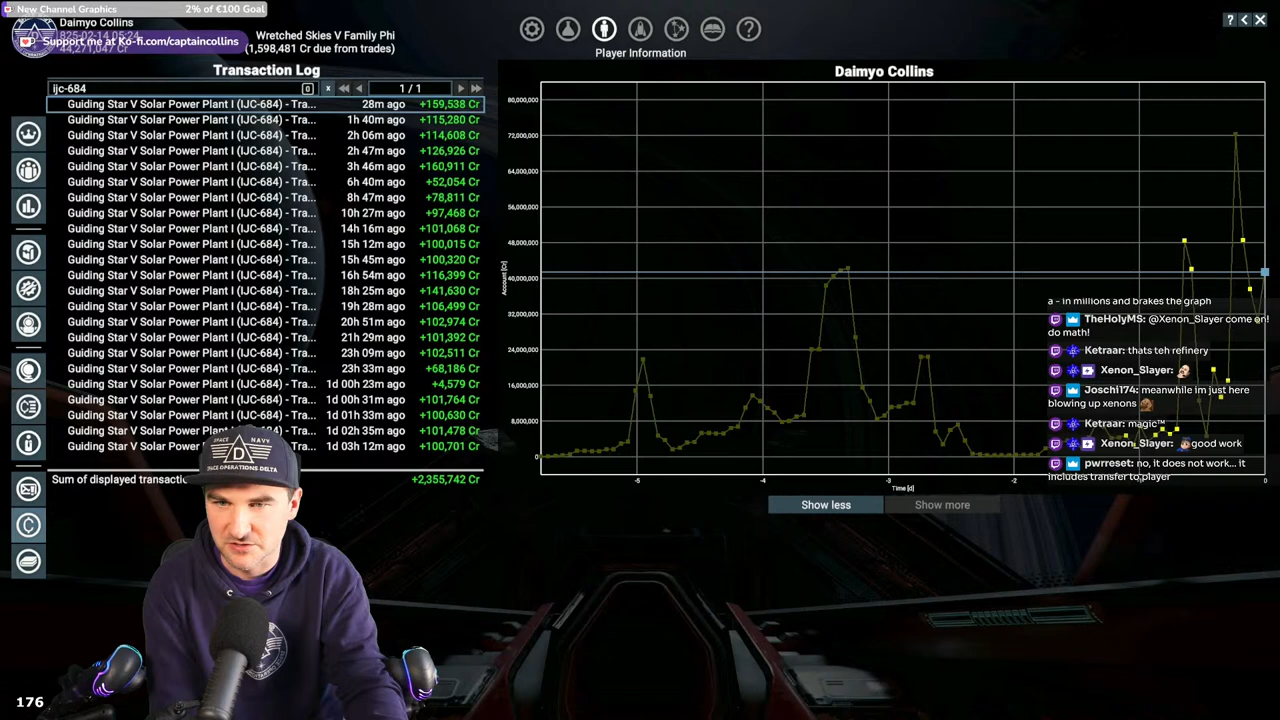 New Channel Graphics 2% of €100 Goal
Daimyo Collins
825-02-14 05:24
Support me at Ko-fi.com/captaincollins
44,271,047 Cr
Wretched Skies V Family Phi
(1,598,481 Cr due from trades)
Player Information
Transaction Log
ijc-684 0 x 1 / 1
Guiding Star V Solar Power Plant I (IJC-684) - Tra... 28m ago +159,538 Cr
Guiding Star V Solar Power Plant I (IJC-684) - Tra... 1h 40m ago +115,280 Cr
Guiding Star V Solar Power Plant I (IJC-684) - Tra... 2h 06m ago +114,608 Cr
Guiding Star V Solar Power Plant I (IJC-684) - Tra... 2h 47m ago +126,926 Cr
Guiding Star V Solar Power Plant I (IJC-684) - Tra... 3h 46m ago +160,911 Cr
Guiding Star V Solar Power Plant I (IJC-684) - Tra... 6h 40m ago +52,054 Cr
Guiding Star V Solar Power Plant I (IJC-684) - Tra... 8h 47m ago +78,811 Cr
Guiding Star V Solar Power Plant I (IJC-684) - Tra... 10h 27m ago +97,468 Cr
Guiding Star V Solar Power Plant I (IJC-684) - Tra... 14h 16m ago +101,068 Cr
Guiding Star V Solar Power Plant I (IJC-684) - Tra... 15h 12m ago +100,015 Cr
Guiding Star V Solar Power Plant I (IJC-684) - Tra... 15h 45m ago +100,320 Cr
Guiding Star V Solar Power Plant I (IJC-684) - Tra... 16h 54m ago +116,399 Cr
Guiding Star V Solar Power Plant I (IJC-684) - Tra... 18h 25m ago +141,630 Cr
Guiding Star V Solar Power Plant I (IJC-684) - Tra... 19h 28m ago +106,499 Cr
Guiding Star V Solar Power Plant I (IJC-684) - Tra... 20h 51m ago +102,974 Cr
Guiding Star V Solar Power Plant I (IJC-684) - Tra... 21h 29m ago +101,392 Cr
Guiding Star V Solar Power Plant I (IJC-684) - Tra... 23h 09m ago +102,511 Cr
Guiding Star V Solar Power Plant I (IJC-684) - Tra... 23h 33m ago +68,186 Cr
Guiding Star V Solar Power Plant I (IJC-684) - Tra... 1d 00h 23m ago +4,579 Cr
Guiding Star V Solar Power Plant I (IJC-684) - Tra... 1d 00h 31m ago +101,764 Cr
Guiding Star V Solar Power Plant I (IJC-684) - Tra... 1d 01h 33m ago +100,630 Cr
Guiding Star V Solar Power Plant I (IJC-684) - Tra... 1d 02h 35m ago +101,478 Cr
Guiding Star V Solar Power Plant I (IJC-684) - Tra... 1d 03h 12m ago +100,701 Cr
Sum of displayed transactio +2,355,742 Cr
Daimyo Collins
80,000,000
72,000,000
64,000,000
56,000,000
48,000,000
40,000,000
32,000,000
24,000,000
16,000,000
8,000,000
0
Account [Cr]
-5 -4 -3 -2 0
Time [d]
Show less Show more
a - in millions and brakes the graph
TheHolyMS: @Xenon_Slayer come on!
do math!
Ketraar: thats teh refinery
Xenon_Slayer:
Joschi174: meanwhile im just here
blowing up xenons
Ketraar: magic™
Xenon_Slayer: good work
pwrreset: no, it does not work... it
includes transfer to player
SPACE NAVY
D
SPACE OPERATIONS-DELTA
176